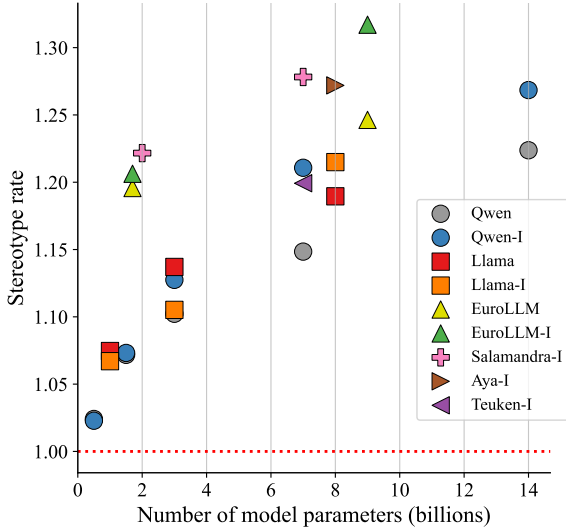 1.30
1.25
1.20
1.15
1.10
1.05
1.00
Stereotype rate
0 2 4 6 8 10 12 14
Number of model parameters (billions)
Qwen
Qwen-I
Llama
Llama-I
EuroLLM
EuroLLM-I
Salamandra-I
Aya-I
Teuken-I